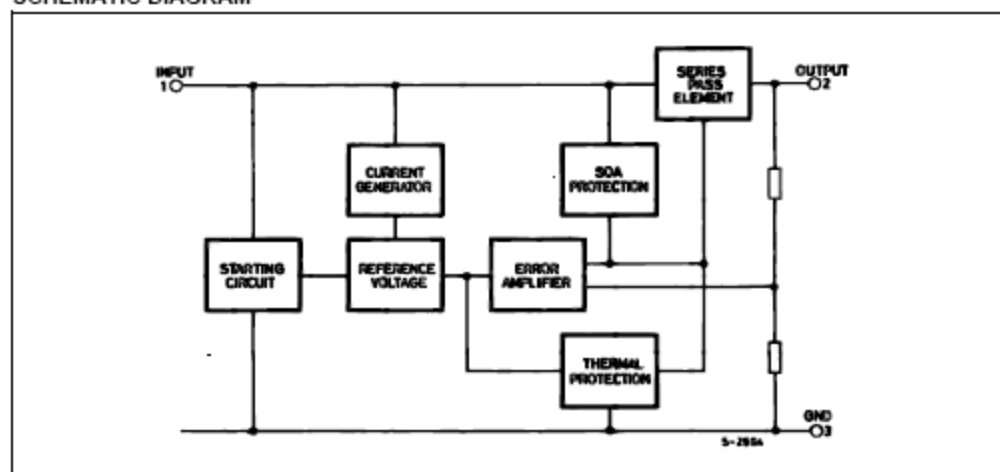 SCHEMATIC DIAGRAM
INPUT
1
SERIES
PASS
ELEMENT
OUTPUT
2
CURRENT
GENERATOR
SOA
PROTECTION
STARTING
CIRCUIT
REFERENCE
VOLTAGE
ERROR
AMPLIFIER
THERMAL
PROTECTION
GND
3
S-2984